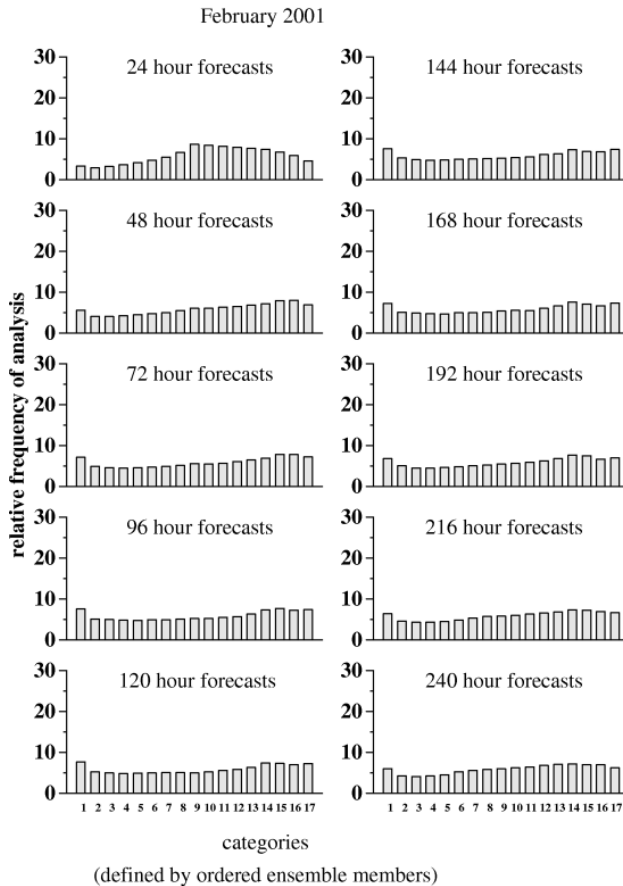 February 2001
relative frequency of analysis
30
20
10
0
24 hour forecasts
30
20
10
0
48 hour forecasts
30
20
10
0
72 hour forecasts
30
20
10
0
96 hour forecasts
30
20
10
0
120 hour forecasts
1 2 3 4 5 6 7 8 9 10 11 12 13 14 15 16 17
30
20
10
0
144 hour forecasts
30
20
10
0
168 hour forecasts
30
20
10
0
192 hour forecasts
30
20
10
0
216 hour forecasts
30
20
10
0
240 hour forecasts
1 2 3 4 5 6 7 8 9 10 11 12 13 14 15 16 17
categories
(defined by ordered ensemble members)